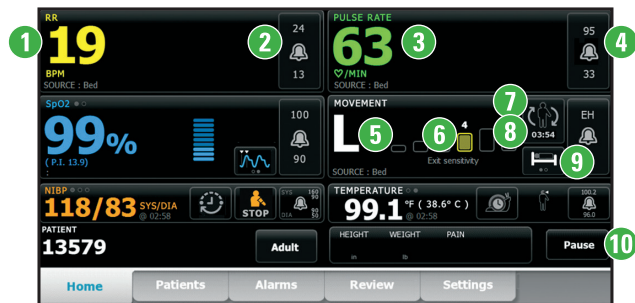 RR
1 19 2 24 13
BPM
SOURCE : Bed
PULSE RATE
63 3 95 33 4
♡/MIN
SOURCE : Bed
SpO2
99% 100 90
( P.I. 13.9)
:
MOVEMENT
L 5 6 4 7 8 03:54 EH
Exit sensitivity
9
SOURCE : Bed
NIBP
118/83 SYS/DIA
@ 02:58
STOP
SYS 160 90
DIA 90 50
TEMPERATURE
99.1 °F ( 38.6° C )
@ 02:58
100.2
96.0
PATIENT
13579
Adult
HEIGHT WEIGHT PAIN
in lb
Pause 10
Home Patients Alarms Review Settings